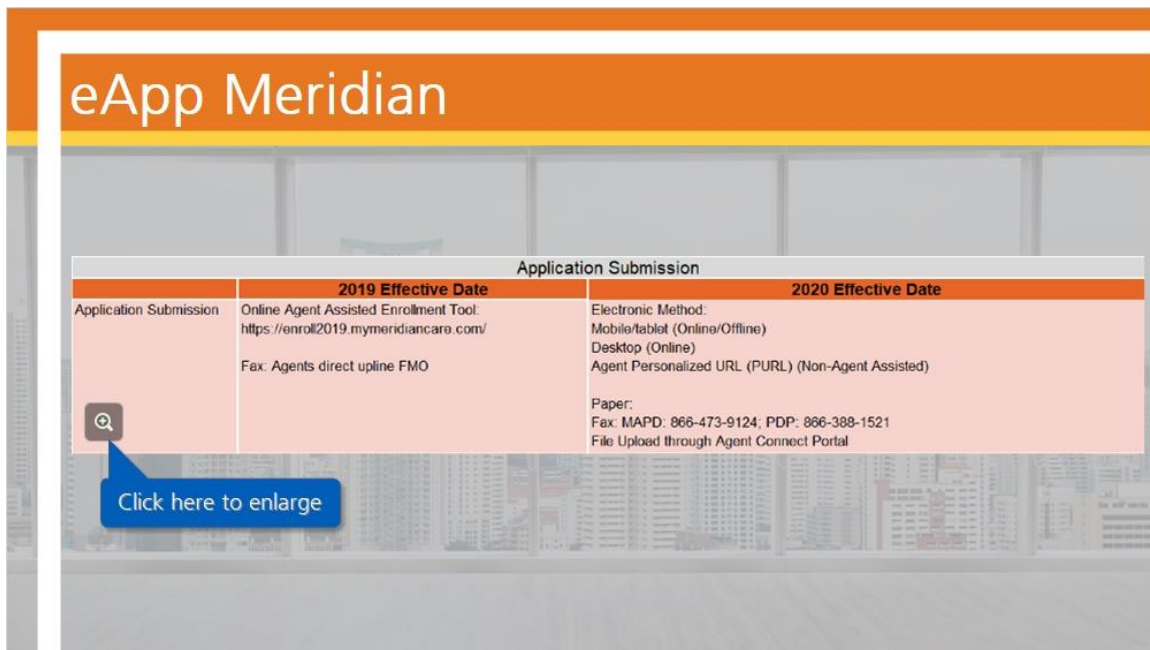 eApp Meridian
Application Submission
2019 Effective Date
2020 Effective Date
Application Submission
Online Agent Assisted Enrollment Tool:
https://enroll2019.mymeridiancare.com/
Fax: Agents direct upline FMO
Electronic Method:
Mobile/tablet (Online/Offline)
Desktop (Online)
Agent Personalized URL (PURL) (Non-Agent Assisted)
Paper:
Fax: MAPD: 866-473-9124; PDP: 866-388-1521
File Upload through Agent Connect Portal
Click here to enlarge